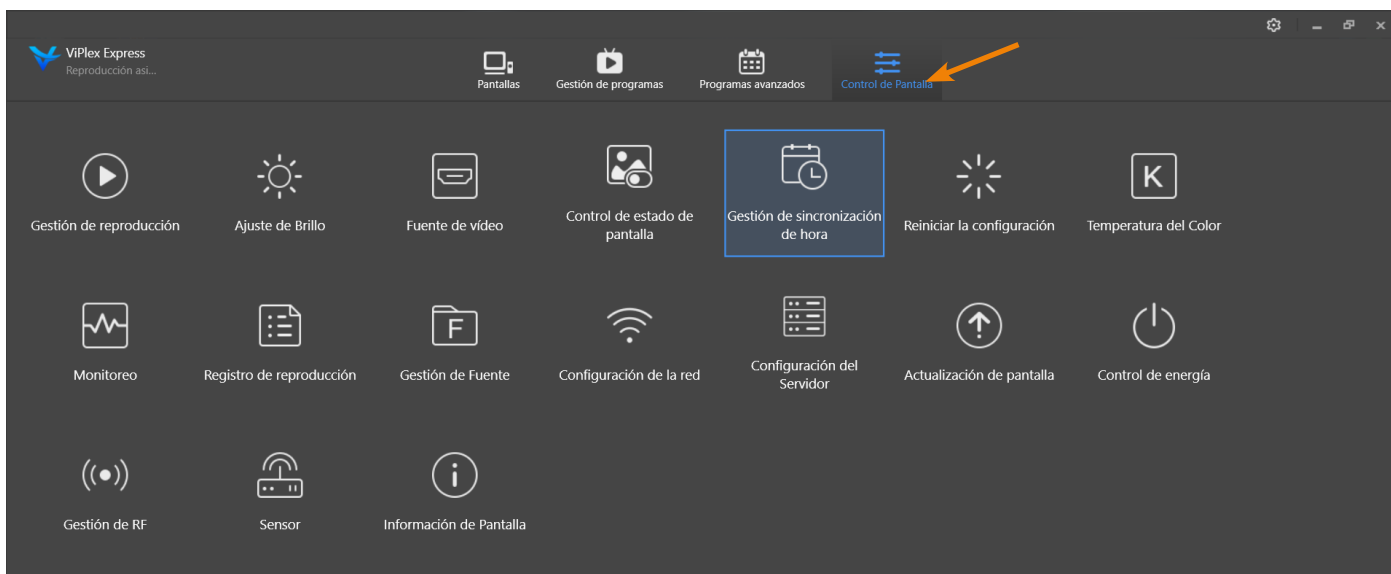 ViPlex Express
Reproducción asi...
Pantallas
Gestión de programas
Programas avanzados
Control de Pantalla
Gestión de reproducción
Ajuste de Brillo
Fuente de vídeo
Control de estado de
pantalla
Gestión de sincronización
de hora
Reiniciar la configuración
K
Temperatura del Color
Monitoreo
Registro de reproducción
F
Gestión de Fuente
Configuración de la red
Configuración del
Servidor
Actualización de pantalla
Control de energía
Gestión de RF
Sensor
i
Información de Pantalla